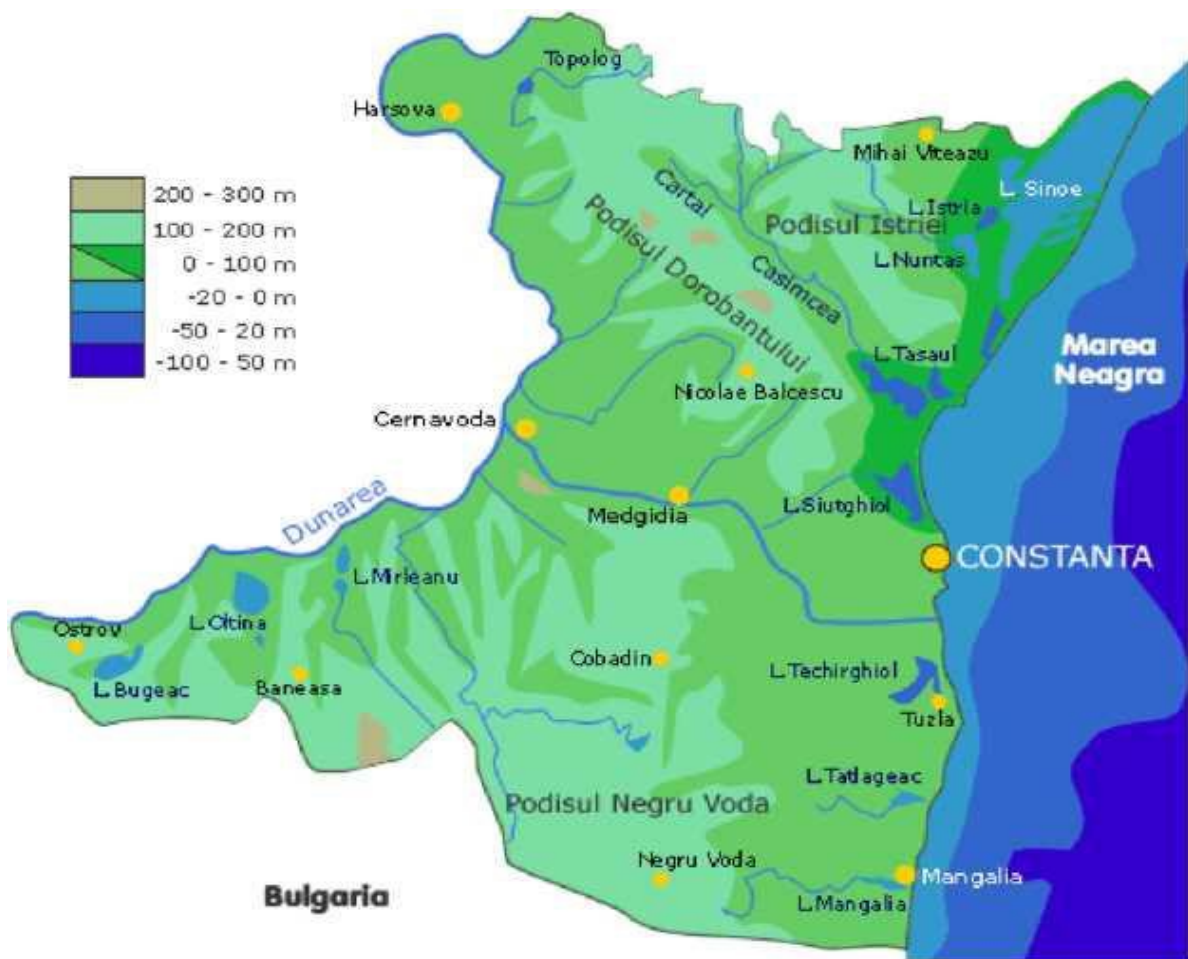 Topolog
Harsova
Mihai Viteazu
L. Sinoe
200 - 300 m
100 - 200 m
0 - 100 m
-20 - 0 m
-50 - 20 m
-100 - 50 m
Cartal
L.Istria
Podisul Istriei
Podisul Dorobantului
L.Nuntas
Casimcea
L.Tasaul
Marea
Neagra
Nicolae Balcescu
Cernavoda
Dunarea
Medgidia
L.Siutghiol
CONSTANTA
L.Mirleanu
Ostrov
L.Oltina
L.Bugeac
Baneasa
Cobadin
L.Techirghiol
Tuzla
L.Tatlageac
Podisul Negru Voda
Negru Voda
Bulgaria
Mangalia
L.Mangalia